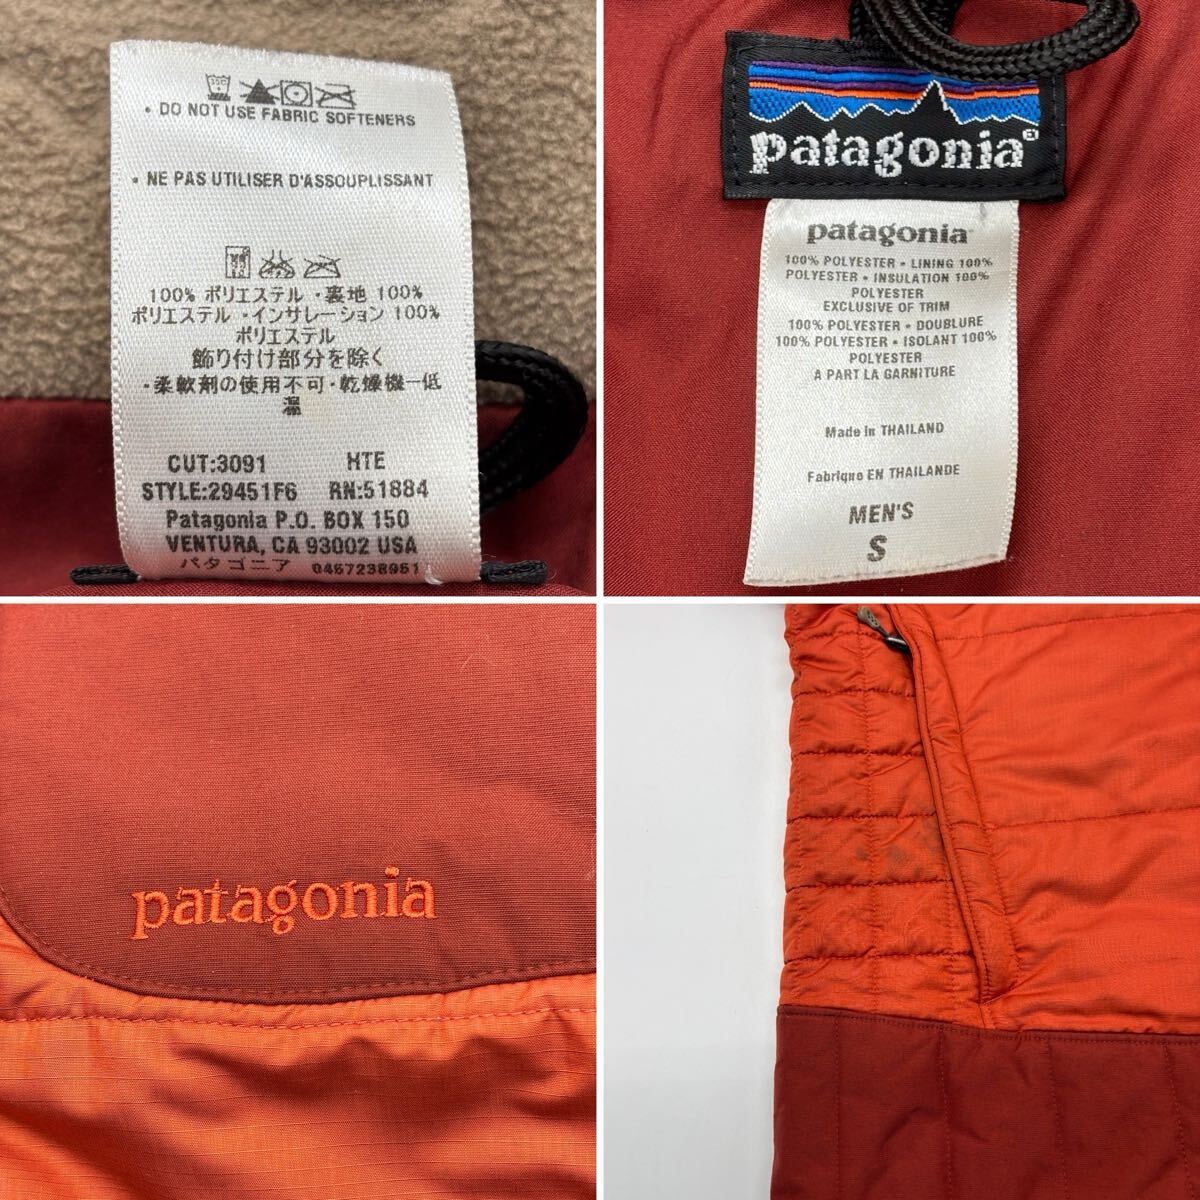 • DO NOT USE FABRIC SOFTENERS
• NE PAS UTILISER D'ASSOUPLISSANT
100% ポリエステル ・裏地 100%
ポリエステル ・インサレーション 100%
ポリエステル
飾り付け部分を除く
・柔軟剤の使用不可・乾燥機ー低
温
CUT:3091 HTE
STYLE:29451F6 RN:51884
Patagonia P.O. BOX 150
VENTURA, CA 93002 USA
パタゴニア 0467238951
patagonia®
patagonia®
100% POLYESTER • LINING 100%
POLYESTER • INSULATION 100%
POLYESTER
EXCLUSIVE OF TRIM
100% POLYESTER • DOUBLURE
100% POLYESTER • ISOLANT 100%
POLYESTER
A PART LA GARNITURE
Made in THAILAND
Fabriqué EN THAILANDE
MEN'S
S
patagonia